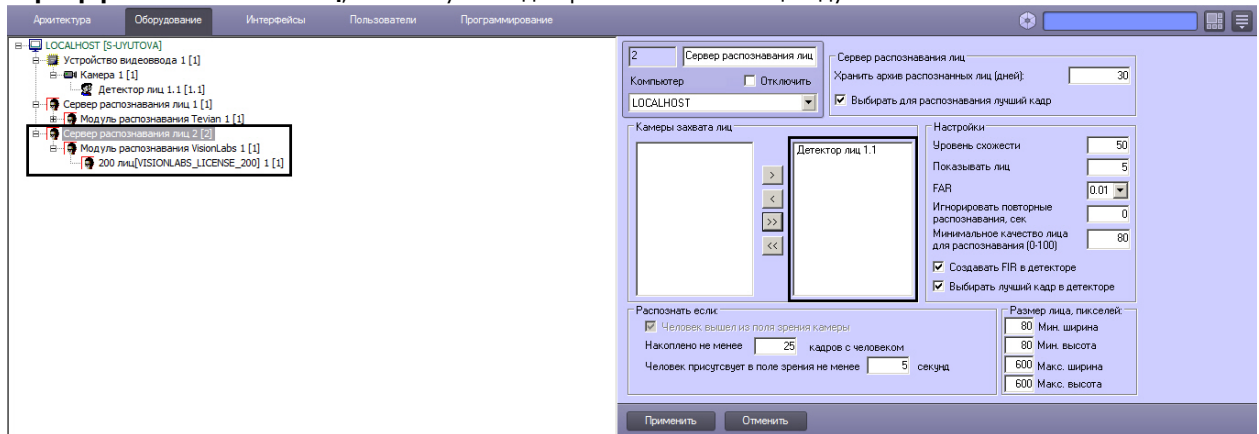 Архитектура Оборудование Интерфейсы Пользователи Программирование
LOCALHOST [S-UYUTOVA]
Устройство видеоввода 1 [1]
Камера 1 [1]
Детектор лиц 1.1 [1.1]
Сервер распознавания лиц 1 [1]
Модуль распознавания Tevian 1 [1]
Сервер распознавания лиц 2 [2]
Модуль распознавания VisionLabs 1 [1]
200 лиц[VISIONLABS_LICENSE_200] 1 [1]
2 Сервер распознавания лиц
Компьютер Отключить
LOCALHOST
Сервер распознавания лиц
Хранить архив распознанных лиц (дней): 30
Выбирать для распознавания лучший кадр
Камеры захвата лиц
>
<
>>
<<
Детектор лиц 1.1
Настройки
Уровень схожести 50
Показывать лиц 5
FAR 0.01
Игнорировать повторные
распознавания, сек 0
Минимальное качество лица
для распознавания (0-100) 80
Создавать FIR в детекторе
Выбирать лучший кадр в детекторе
Распознать если:
Человек вышел из поля зрения камеры
Накоплено не менее 25 кадров с человеком
Человек присутсвует в поле зрения не менее 5 секунд
Размер лица, пикселей:
80 Мин. ширина
80 Мин. высота
600 Макс. ширина
600 Макс. высота
Применить Отменить